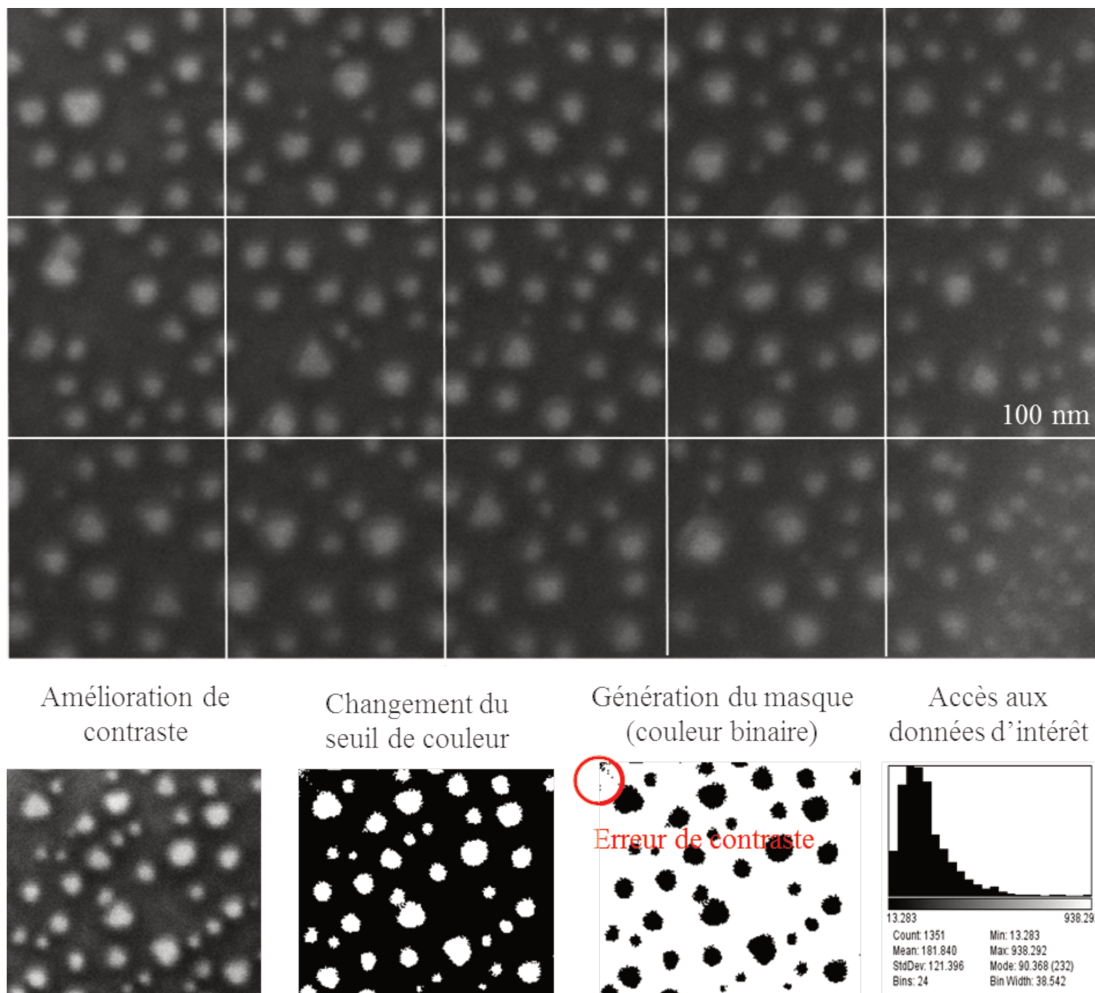 100 nm
Amélioration de
contraste
Changement du
seuil de couleur
Génération du masque
(couleur binaire)
Accès aux
données d'intérêt
Erreur de contraste
13.283 938.292
Count: 1351 Min: 13.283
Mean: 181.840 Max: 938.292
StdDev: 121.396 Mode: 90.368 (232)
Bins: 24 Bin Width: 38.542